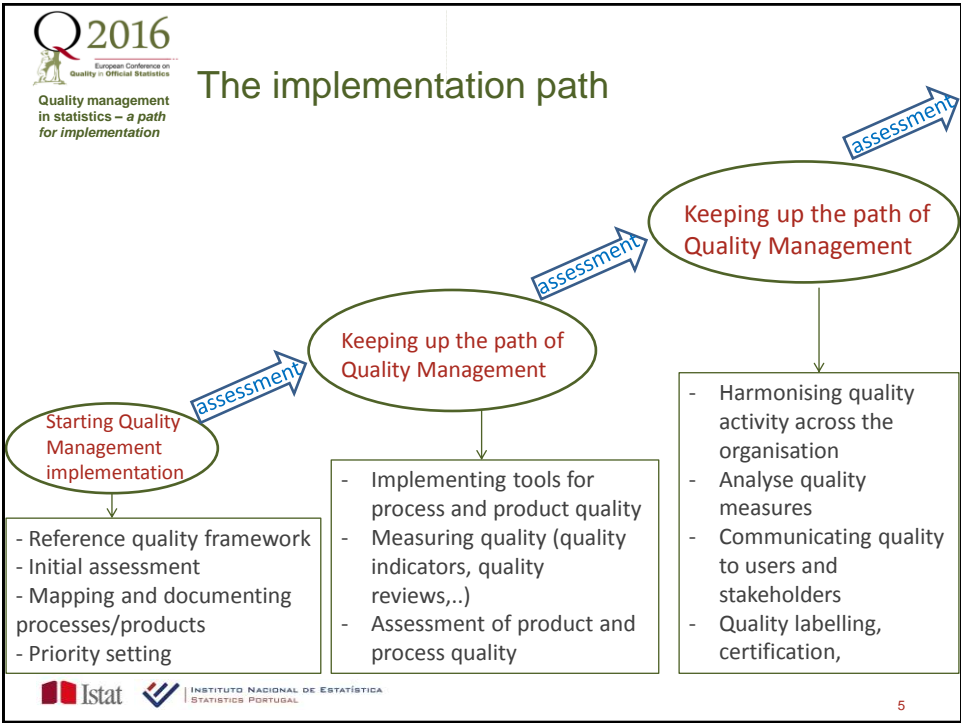 Q2016
European Conference on
Quality in Official Statistics
Quality management
in statistics – a path
for implementation
The implementation path
assessment
Keeping up the path of
Quality Management
assessment
Keeping up the path of
Quality Management
assessment
Starting Quality
Management
implementation
- Reference quality framework
- Initial assessment
- Mapping and documenting
processes/products
- Priority setting
- Implementing tools for
process and product quality
- Measuring quality (quality
indicators, quality
reviews,..)
- Assessment of product and
process quality
- Harmonising quality
activity across the
organisation
- Analyse quality
measures
- Communicating quality
to users and
stakeholders
- Quality labelling,
certification,
Istat
INSTITUTO NACIONAL DE ESTATÍSTICA
STATISTICS PORTUGAL
5